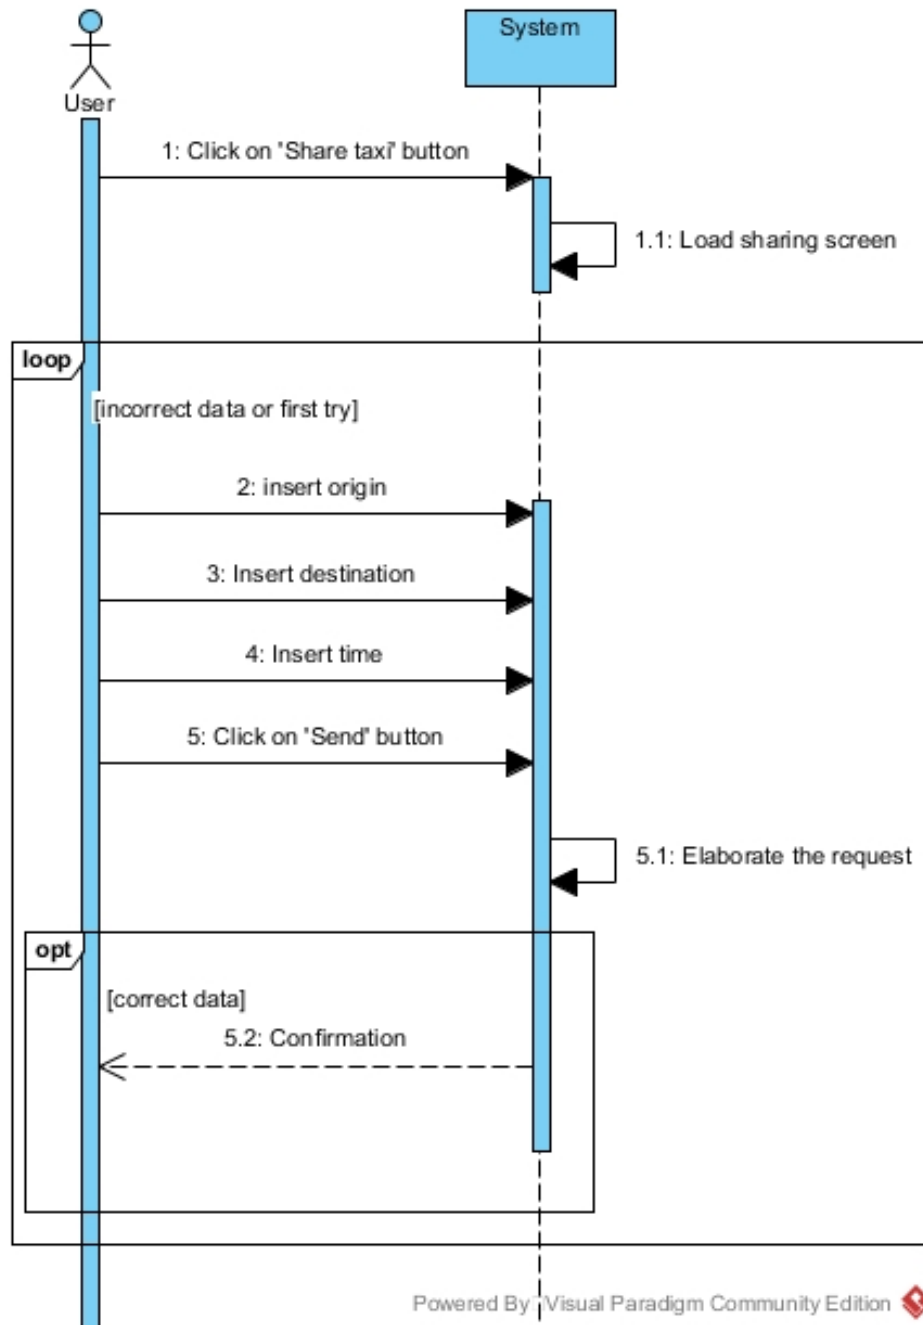 System
User
1: Click on 'Share taxi' button
1.1: Load sharing screen
loop
[incorrect data or first try]
2: insert origin
3: Insert destination
4: Insert time
5: Click on 'Send' button
5.1: Elaborate the request
opt
[correct data]
5.2: Confirmation
Powered By Visual Paradigm Community Edition